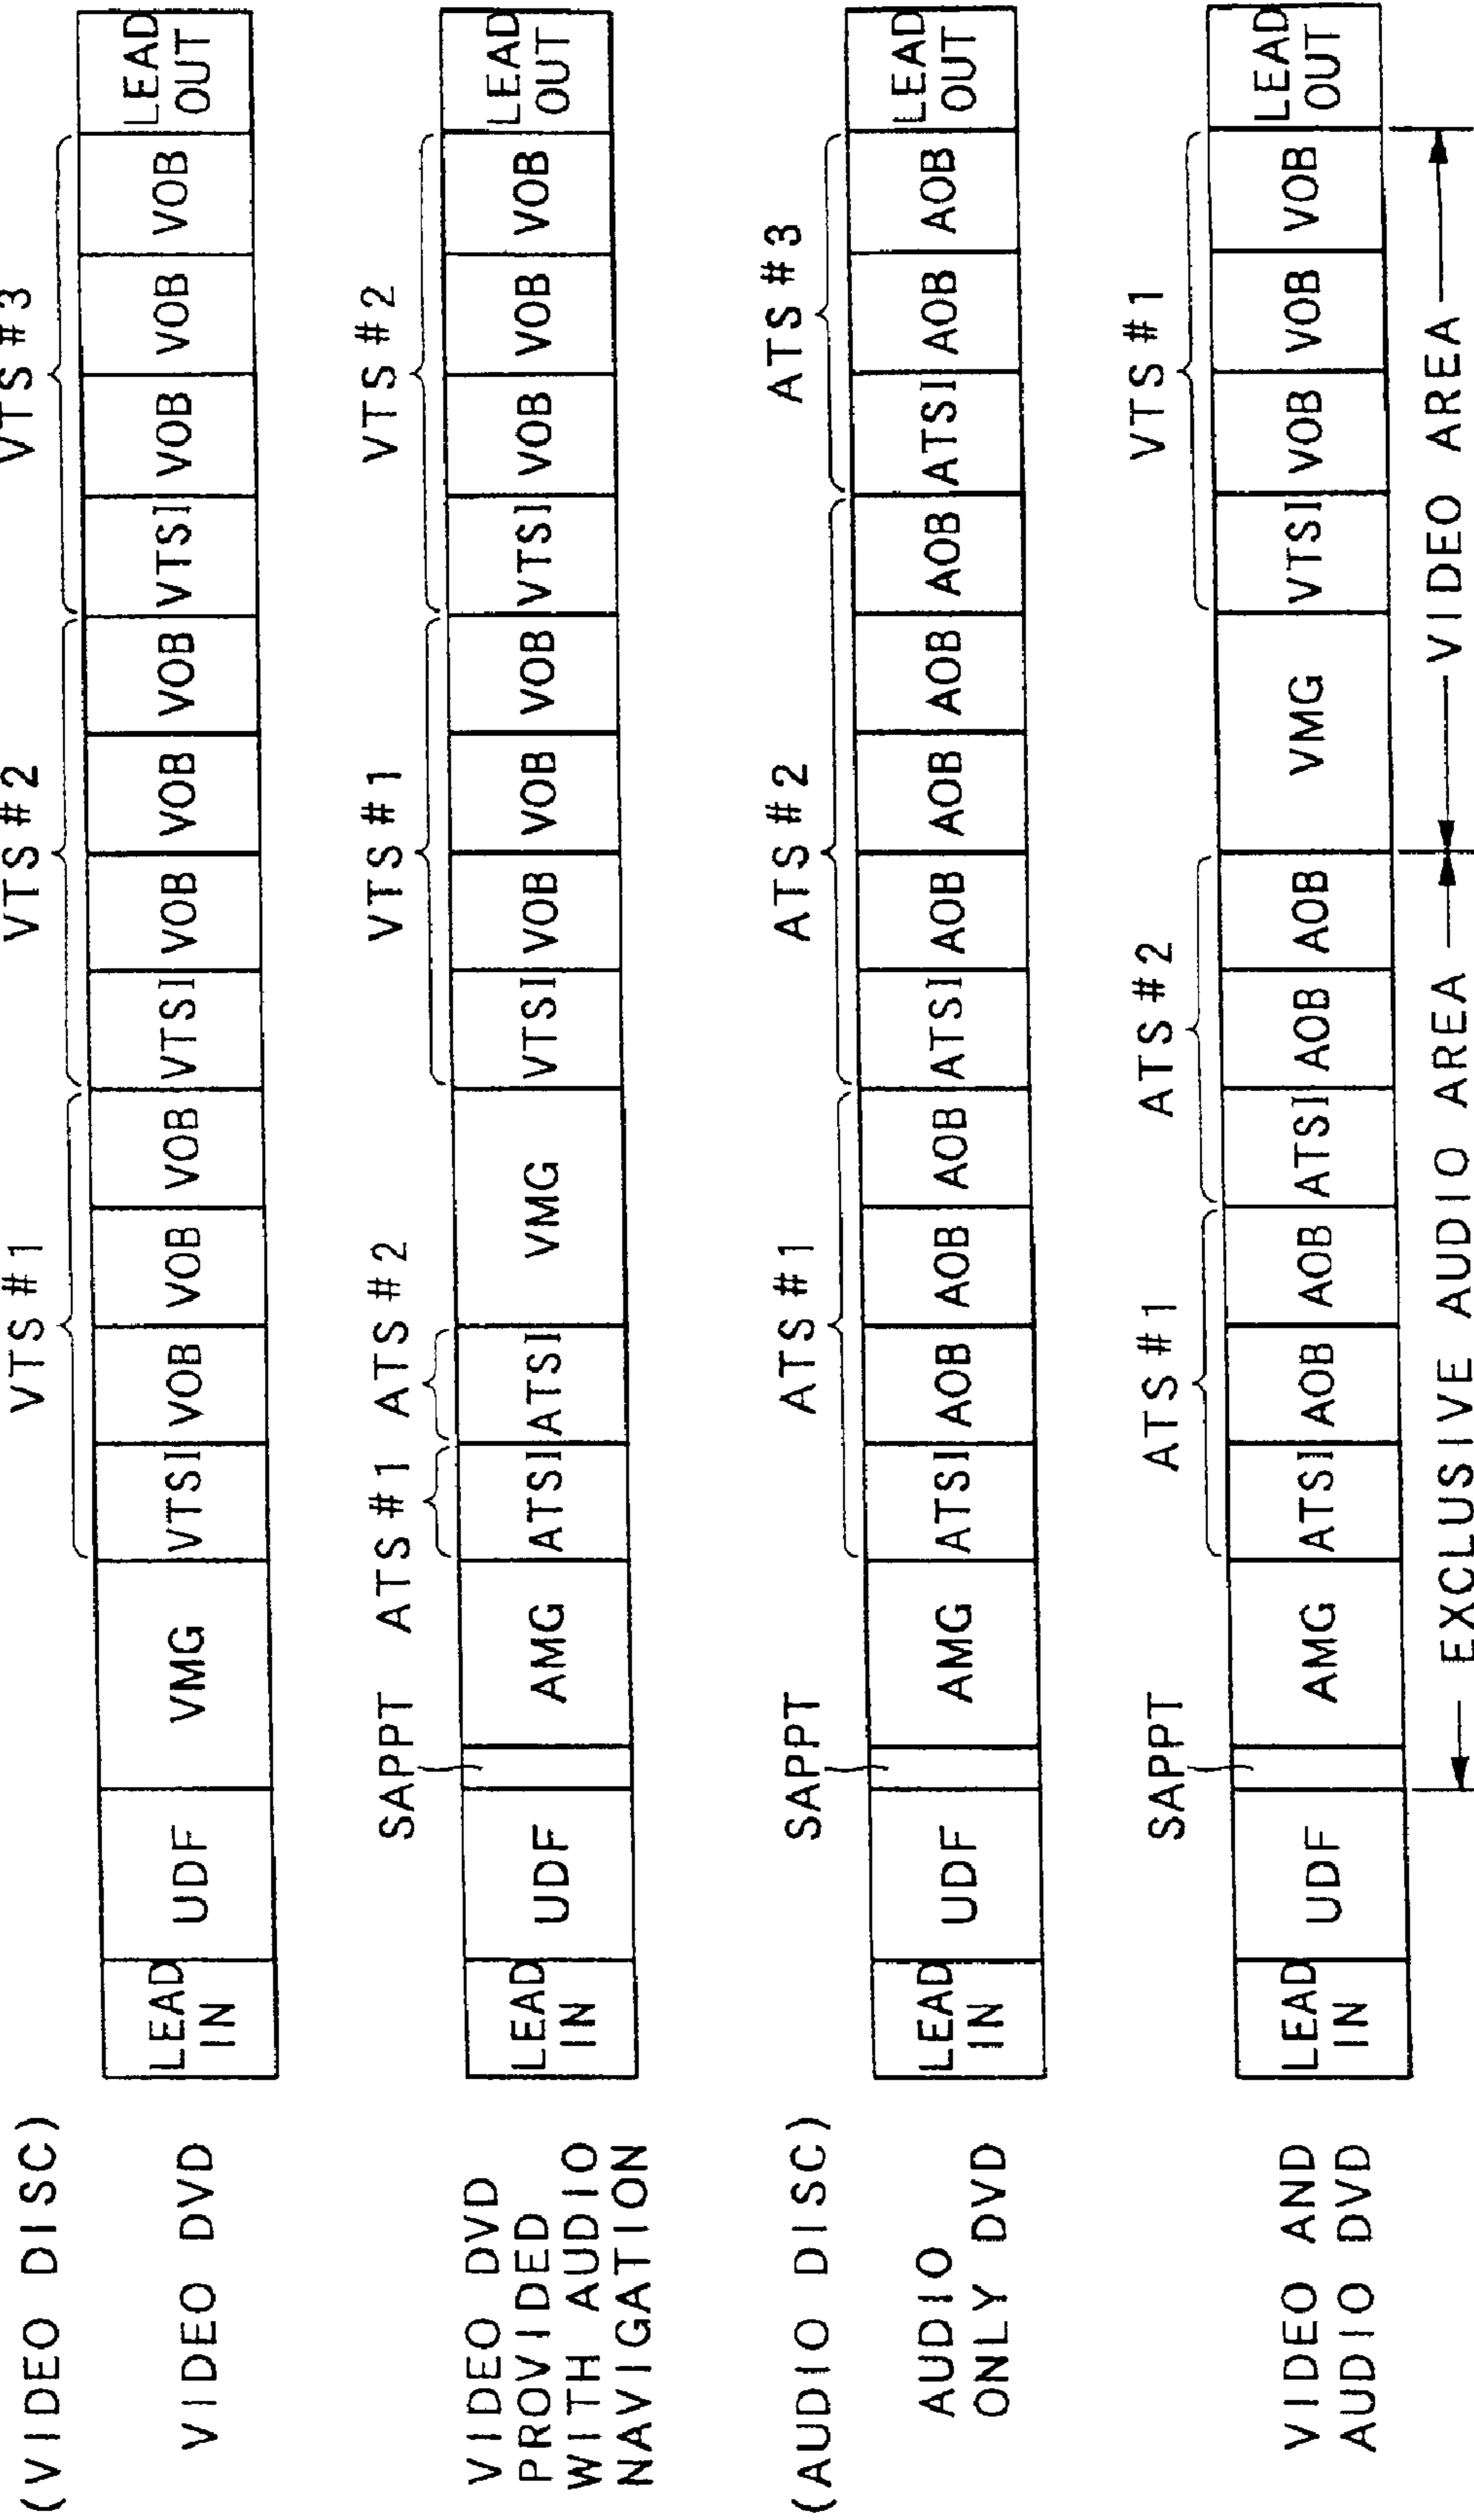 (VIDEO DISC)
VTS #1 VTS #2 VTS #3
VIDEO DVD
LEAD IN UDF VMG VTSI VOB VOB VOB VTSI VOB VOB VOB VTSI VOB VOB VOB LEAD OUT
SAPPT ATS #1 ATS #2 VTS #1 VTS #2
VIDEO DVD
PROVIDED
WITH AUDIO
NAVIGATION
LEAD IN UDF AMG ATSI ATSI VMG VTSI VOB VOB VOB VTSI VOB VOB VOB LEAD OUT
(AUDIO DISC)
SAPPT ATS #1 ATS #2 ATS #3
AUDIO
ONLY DVD
LEAD IN UDF AMG ATSI AOB AOB AOB ATSI AOB AOB AOB AOB ATSI AOB AOB LEAD OUT
SAPPT ATS #1 ATS #2 VTS #1
VIDEO AND
AUDIO DVD
LEAD IN UDF AMG ATSI AOB AOB ATSI AOB AOB VMG VTSI VOB VOB VOB LEAD OUT
EXCLUSIVE AUDIO AREA VIDEO AREA